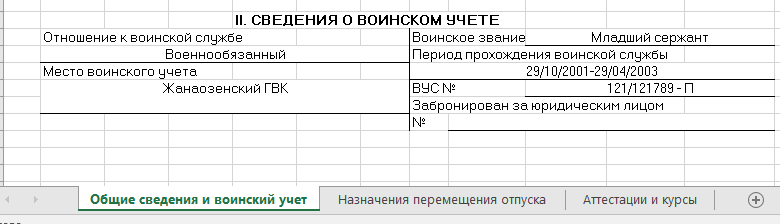 II. СВЕДЕНИЯ О ВОИНСКОМ УЧЕТЕ
Отношение к воинской службе
Воинское звание Младший сержант
Военнообязанный
Период прохождения воинской службы
Место воинского учета
29/10/2001-29/04/2003
Жанаозенский ГВК
ВУС № 121/121789 - П
Забронирован за юридическим лицом
№
Общие сведения и воинский учет
Назначения перемещения отпуска
Аттестации и курсы